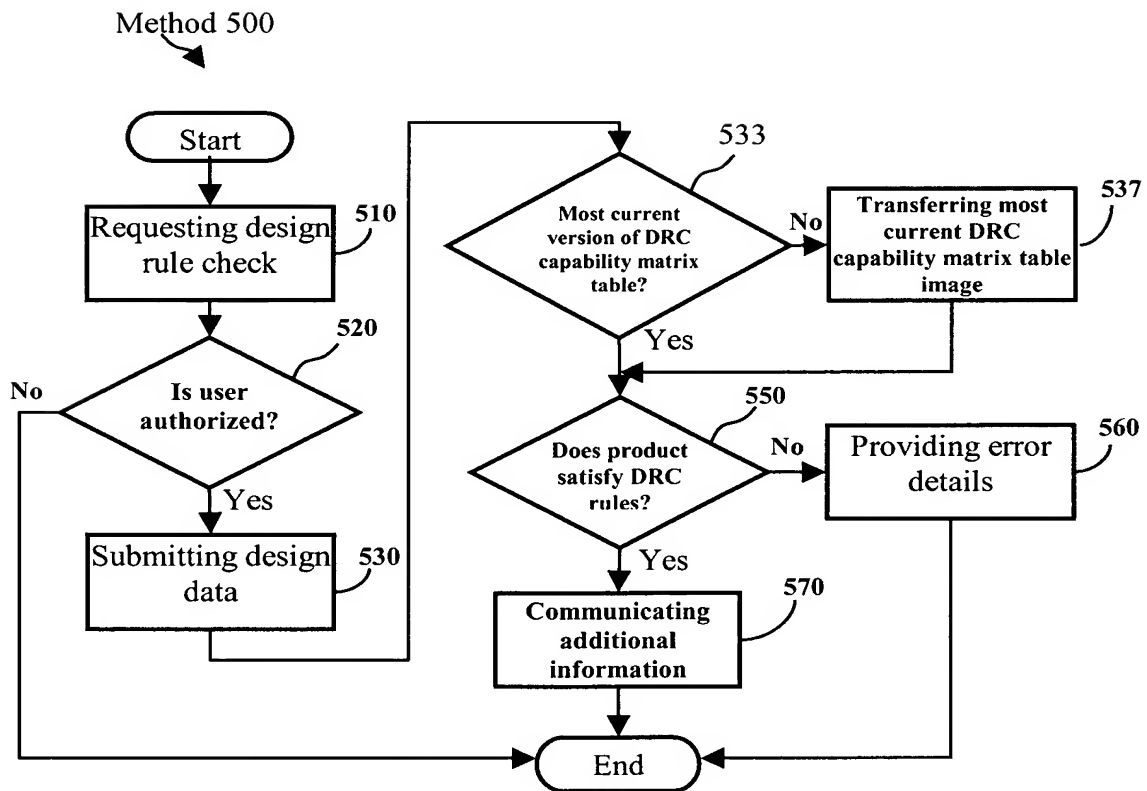 Method 500
Start
510
Requesting design
rule check
520
No
Is user
authorized?
Yes
Submitting design
data
530
533
Most current
version of DRC
capability matrix
table?
No
537
Transferring most
current DRC
capability matrix table
image
Yes
550
Does product
satisfy DRC
rules?
No
560
Providing error
details
Yes
570
Communicating
additional
information
End